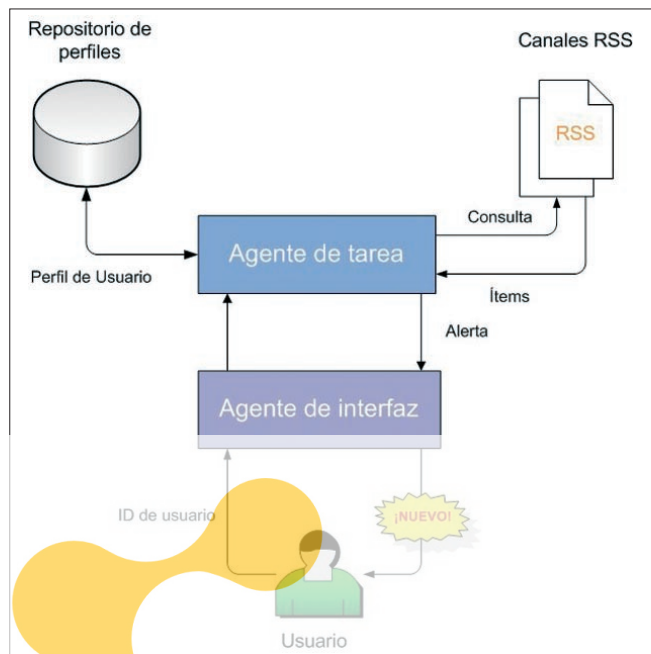 Repositorio de
perfiles
Canales RSS
RSS
Consulta
Agente de tarea
Perfil de Usuario
Ítems
Alerta
Agente de interfaz
ID de usuario
¡NUEVO!
Usuario